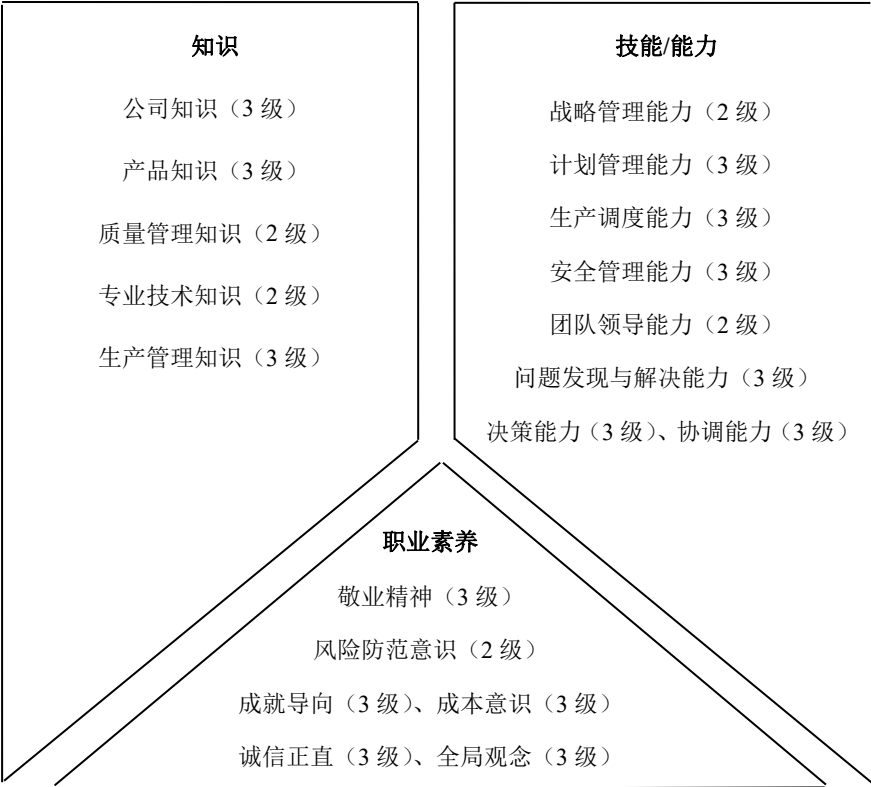 知识
公司知识（3 级）
产品知识（3 级）
质量管理知识（2 级）
专业技术知识（2 级）
生产管理知识（3 级）
技能/能力
战略管理能力（2 级）
计划管理能力（3 级）
生产调度能力（3 级）
安全管理能力（3 级）
团队领导能力（2 级）
问题发现与解决能力（3 级）
决策能力（3 级）、协调能力（3 级）
职业素养
敬业精神（3 级）
风险防范意识（2 级）
成就导向（3 级）、成本意识（3 级）
诚信正直（3 级）、全局观念（3 级）